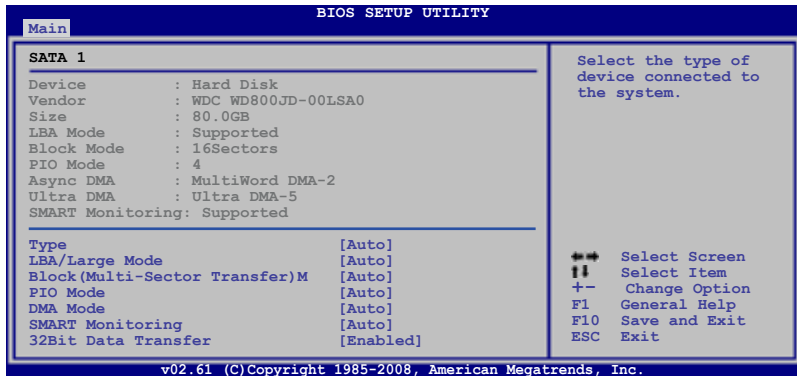 BIOS SETUP UTILITY
Main
SATA 1
Device : Hard Disk
Vendor : WDC WD800JD-00LSA0
Size : 80.0GB
LBA Mode : Supported
Block Mode : 16Sectors
PIO Mode : 4
Async DMA : MultiWord DMA-2
Ultra DMA : Ultra DMA-5
SMART Monitoring: Supported
Type [Auto]
LBA/Large Mode [Auto]
Block(Multi-Sector Transfer)M [Auto]
PIO Mode [Auto]
DMA Mode [Auto]
SMART Monitoring [Auto]
32Bit Data Transfer [Enabled]
Select the type of
device connected to
the system.
←→ Select Screen
↑↓ Select Item
+- Change Option
F1 General Help
F10 Save and Exit
ESC Exit
v02.61 (C)Copyright 1985-2008, American Megatrends, Inc.